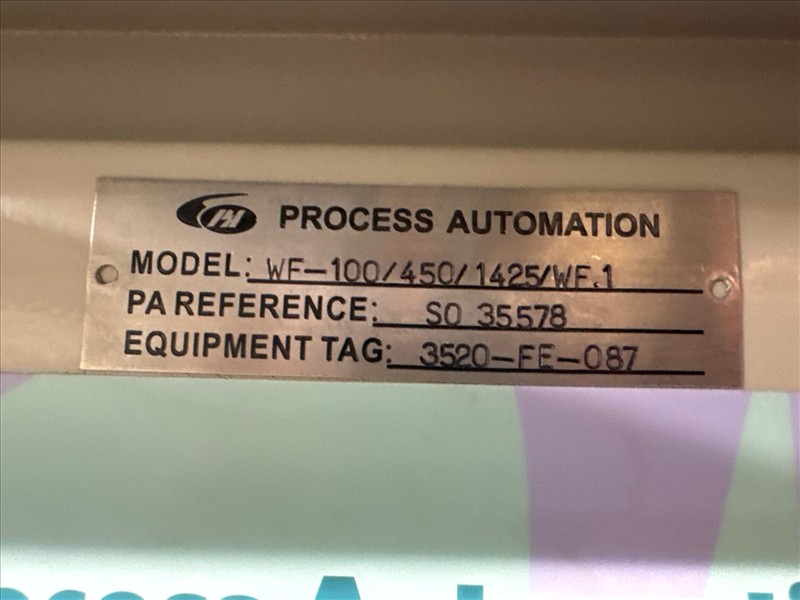 PROCESS AUTOMATION
MODEL: WF-100/450/1425/WF.1
PA REFERENCE: SO 35578
EQUIPMENT TAG: 3520-FE-087